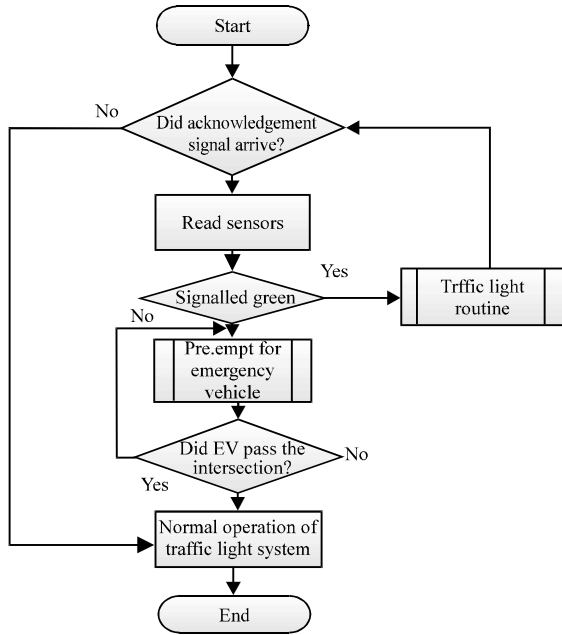 Start
No
Did acknowledgement
signal arrive?
Read sensors
Yes
Signalled green
Trffic light
routine
No
Pre.empt for
emergency
vehicle
Did EV pass the
intersection?
No
Yes
Normal operation of
traffic light system
End